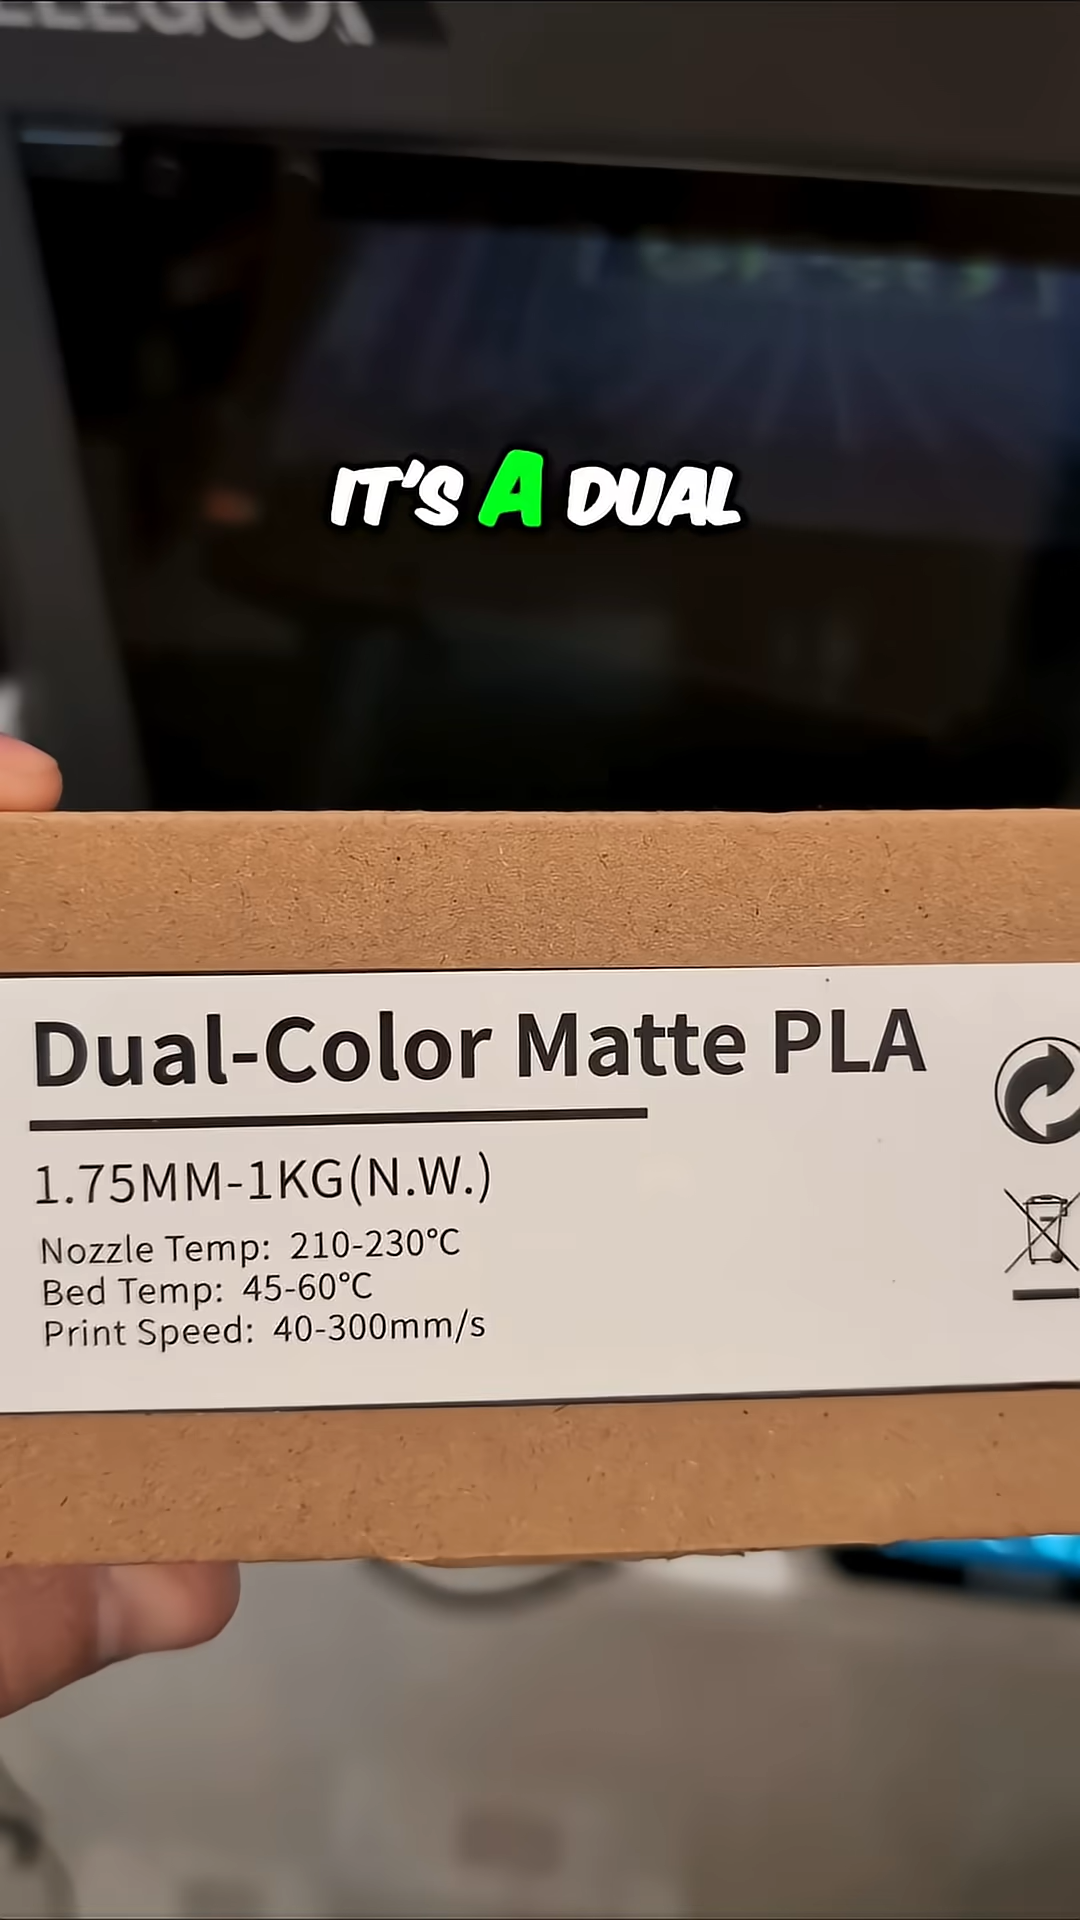 IT'S A DUAL
Dual-Color Matte PLA
1.75MM-1KG(N.W.)
Nozzle Temp: 210-230℃
Bed Temp: 45-60℃
Print Speed: 40-300mm/s